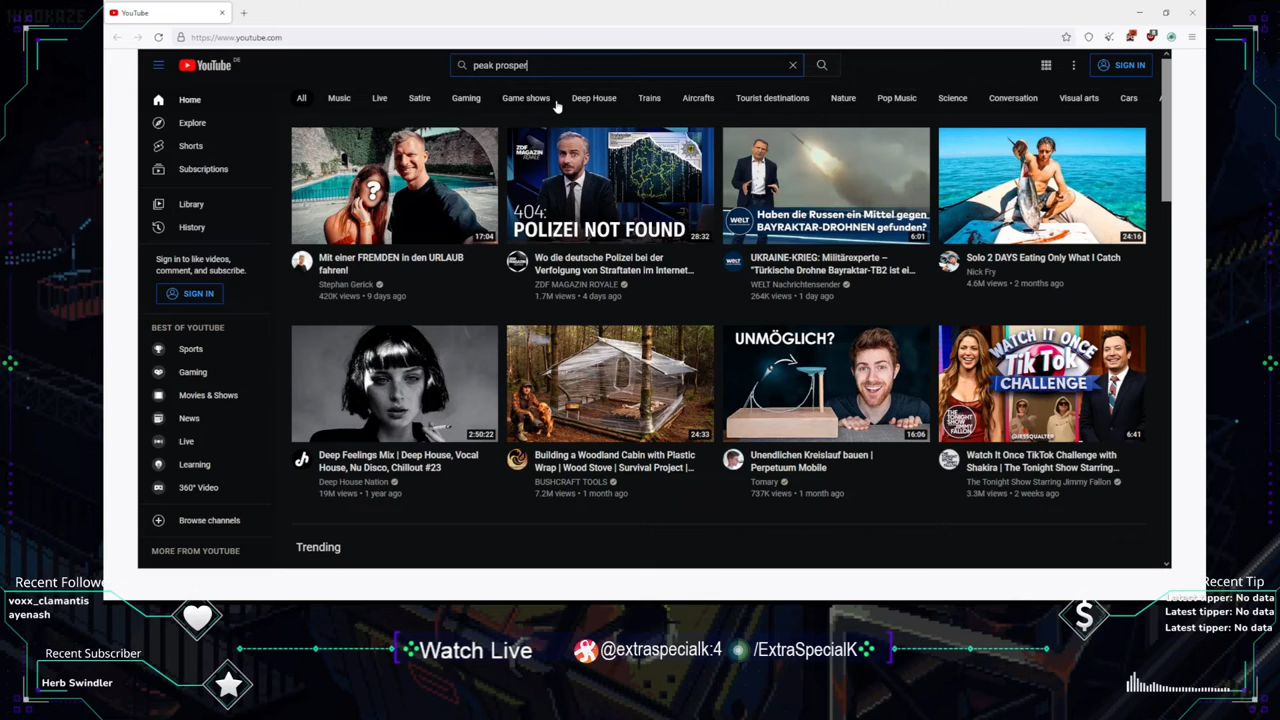 YouTube
https://www.youtube.com
YouTube DE
peak prosper
SIGN IN
All Music Live Satire Gaming Game shows Deep House Trains Aircrafts Tourist destinations Nature Pop Music Science Conversation Visual arts Cars
Home
Explore
Shorts
Subscriptions
Library
History
Sign in to like videos,
comment, and subscribe.
SIGN IN
BEST OF YOUTUBE
Sports
Gaming
Movies & Shows
News
Live
Learning
360° Video
Browse channels
MORE FROM YOUTUBE
?
17:04
Mit einer FREMDEN in den URLAUB
fahren!
Stephan Gerick
420K views • 9 days ago
ZDF
MAGAZIN
ROYALE
404:
POLIZEI NOT FOUND
28:32
Wo die deutsche Polizei bei der
Verfolgung von Straftaten im Internet...
ZDF MAGAZIN ROYALE
1.7M views • 4 days ago
WELT
Haben die Russen ein Mittel gegen
BAYRAKTAR-DROHNEN gefunden?
6:01
UKRAINE-KRIEG: Militärexperte –
"Türkische Drohne Bayraktar-TB2 ist ei...
WELT Nachrichtensender
264K views • 1 day ago
24:16
Solo 2 DAYS Eating Only What I Catch
Nick Fry
4.6M views • 2 months ago
2:50:22
Deep Feelings Mix | Deep House, Vocal
House, Nu Disco, Chillout #23
Deep House Nation
19M views • 1 year ago
24:33
Building a Woodland Cabin with Plastic
Wrap | Wood Stove | Survival Project |...
BUSHCRAFT TOOLS
7.2M views • 1 month ago
UNMÖGLICH?
16:06
Unendlichen Kreislauf bauen |
Perpetuum Mobile
Tomary
737K views • 1 month ago
WATCH IT ONCE
TikTok
CHALLENGE
THE TONIGHT SHOW
@JESSQUALTER
6:41
Watch It Once TikTok Challenge with
Shakira | The Tonight Show Starring...
The Tonight Show Starring Jimmy Fallon
3.3M views • 2 weeks ago
Trending
Recent Followe
voxx_clamantis
ayenash
Recent Subscriber
Herb Swindler
Watch Live
@extraspecialk:4
/ExtraSpecialK
Recent Tip
Latest tipper: No data
Latest tipper: No data
Latest tipper: No data
$